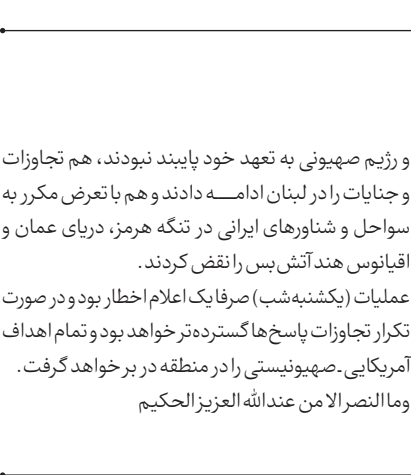 و رژیم صهیونی به تعهد خود پایبند نبودند، هم تجاوزات
و جنایات را در لبنان ادامـــه دادند و هم با تعرض مکرر به
سواحل و شناورهای ایرانی در تنگه هرمز، دریای عمان و
اقیانوس هند آتش‌بس را نقض کردند.
عملیات (یکشنبه‌شب) صرفا یک اعلام اخطار بود و در صورت
تکرار تجاوزات پاسخ‌ها گسترده‌تر خواهد بود و تمام اهداف
آمریکایی ـ صهیونیستی را در منطقه در بر خواهد گرفت.
وما النصر الا من عندالله العزیز الحکیم